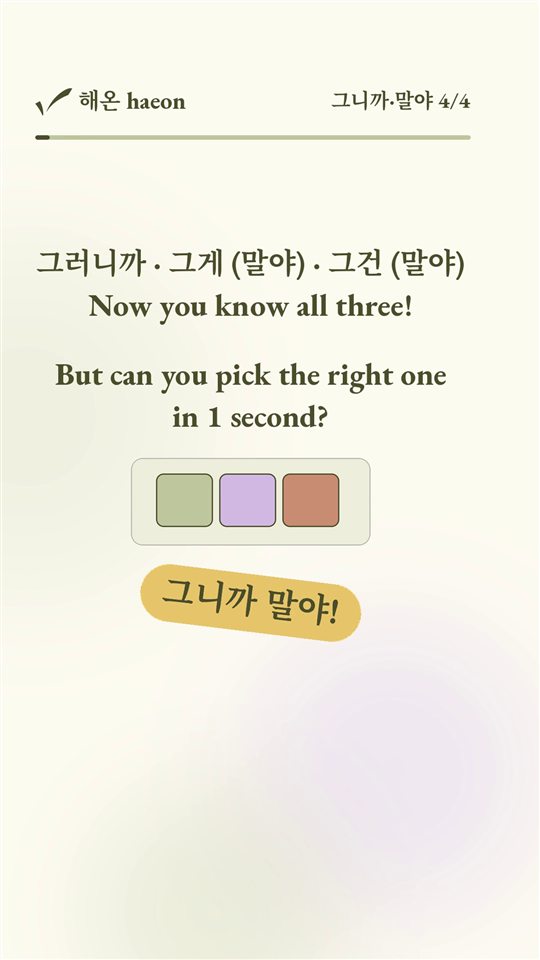 해온 haeon
그니까·말야 4/4
그러니까 · 그게 (말야) · 그건 (말야)
Now you know all three!
But can you pick the right one
in 1 second?
그니까 말야!